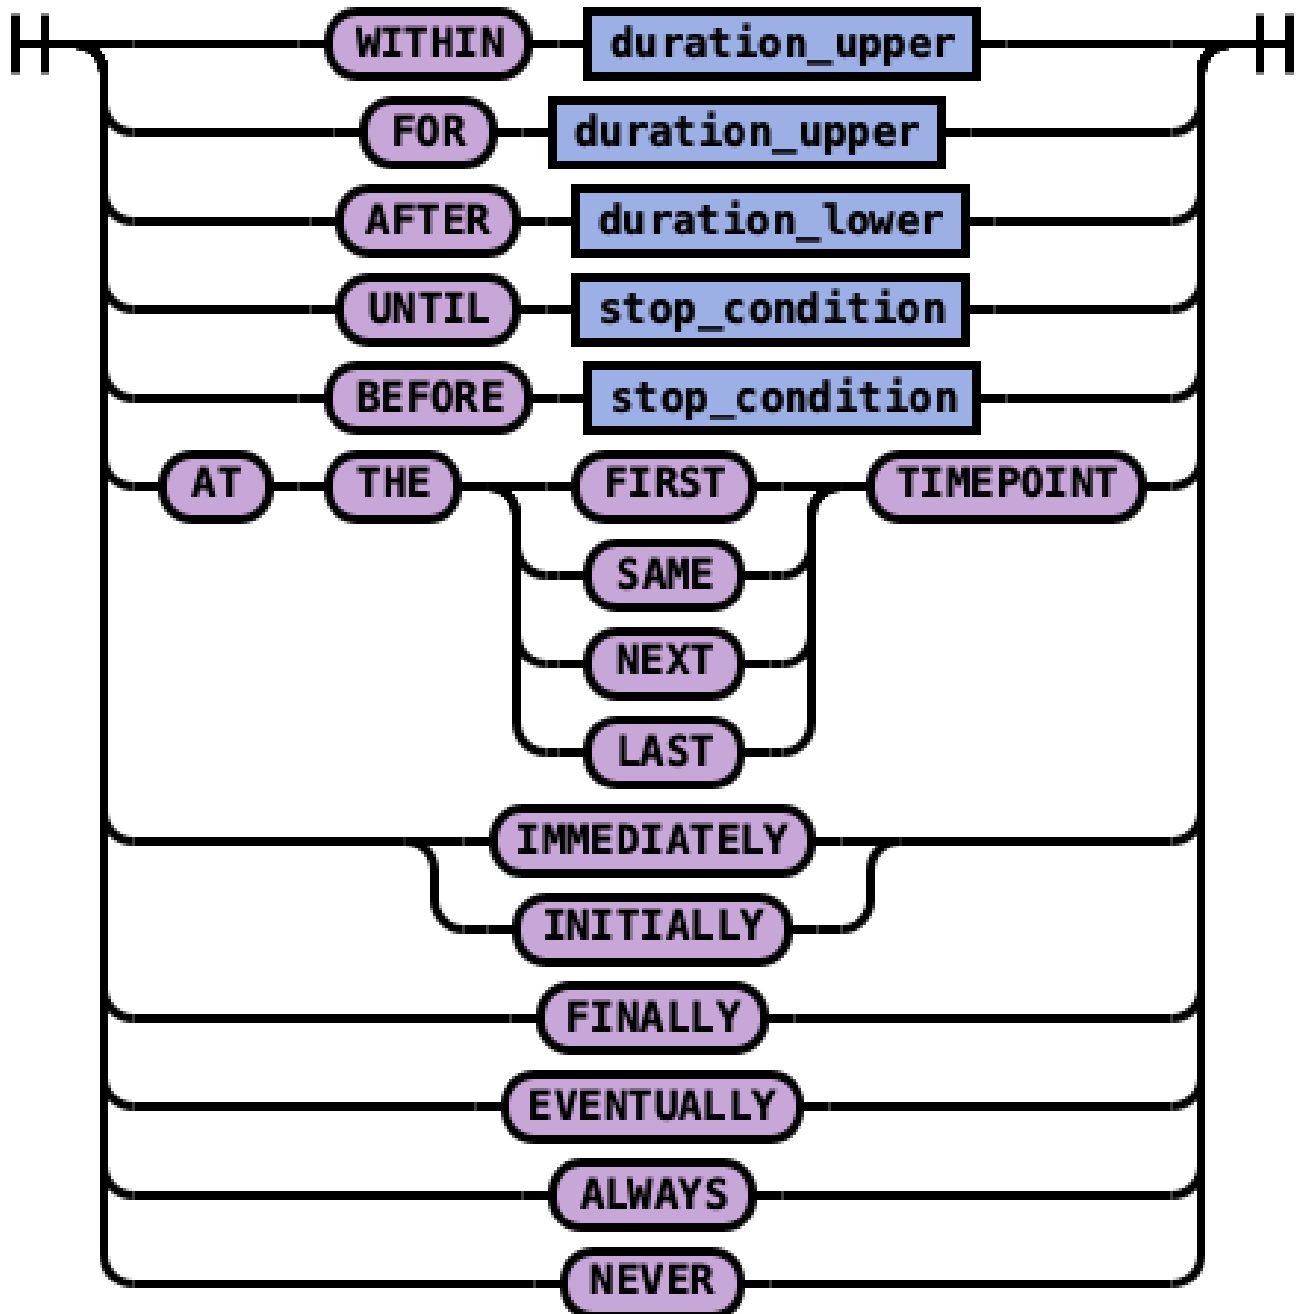 WITHIN duration_upper
FOR duration_upper
AFTER duration_lower
UNTIL stop_condition
BEFORE stop_condition
AT THE FIRST TIMEPOINT
SAME
NEXT
LAST
IMMEDIATELY
INITIALLY
FINALLY
EVENTUALLY
ALWAYS
NEVER